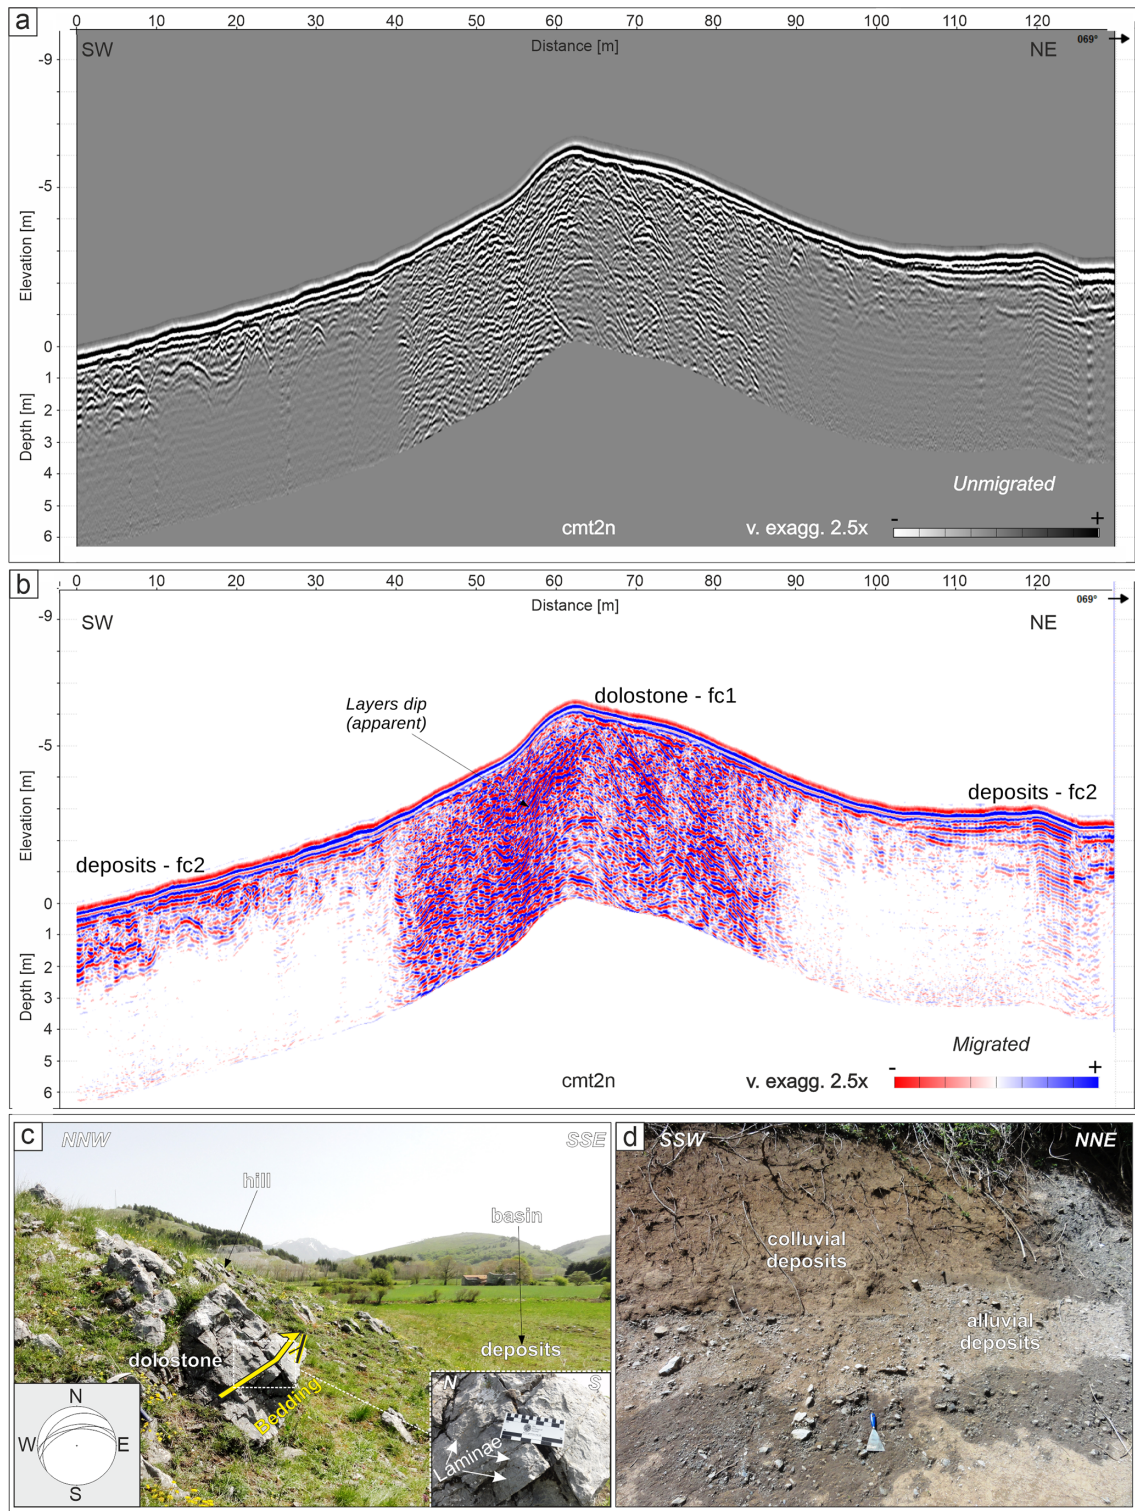 a
0 10 20 30 40 50 60 70 80 90 100 110 120
SW
Distance [m]
NE
069°
-9
-5
Elevation [m]
0
1
Depth [m]
2
3
4
5
6
Unmigrated
cmt2n
v. exagg. 2.5x
- +
b
0 10 20 30 40 50 60 70 80 90 100 110 120
SW
Distance [m]
NE
069°
-9
-5
Layers dip
(apparent)
dolostone - fc1
deposits - fc2
Elevation [m]
deposits - fc2
0
1
Depth [m]
2
3
4
5
6
Migrated
cmt2n
v. exagg. 2.5x
- +
c
NNW
SSE
hill
basin
dolostone
deposits
Bedding
N
W E
S
N S
Laminae
d
SSW
NNE
colluvial
deposits
alluvial
deposits